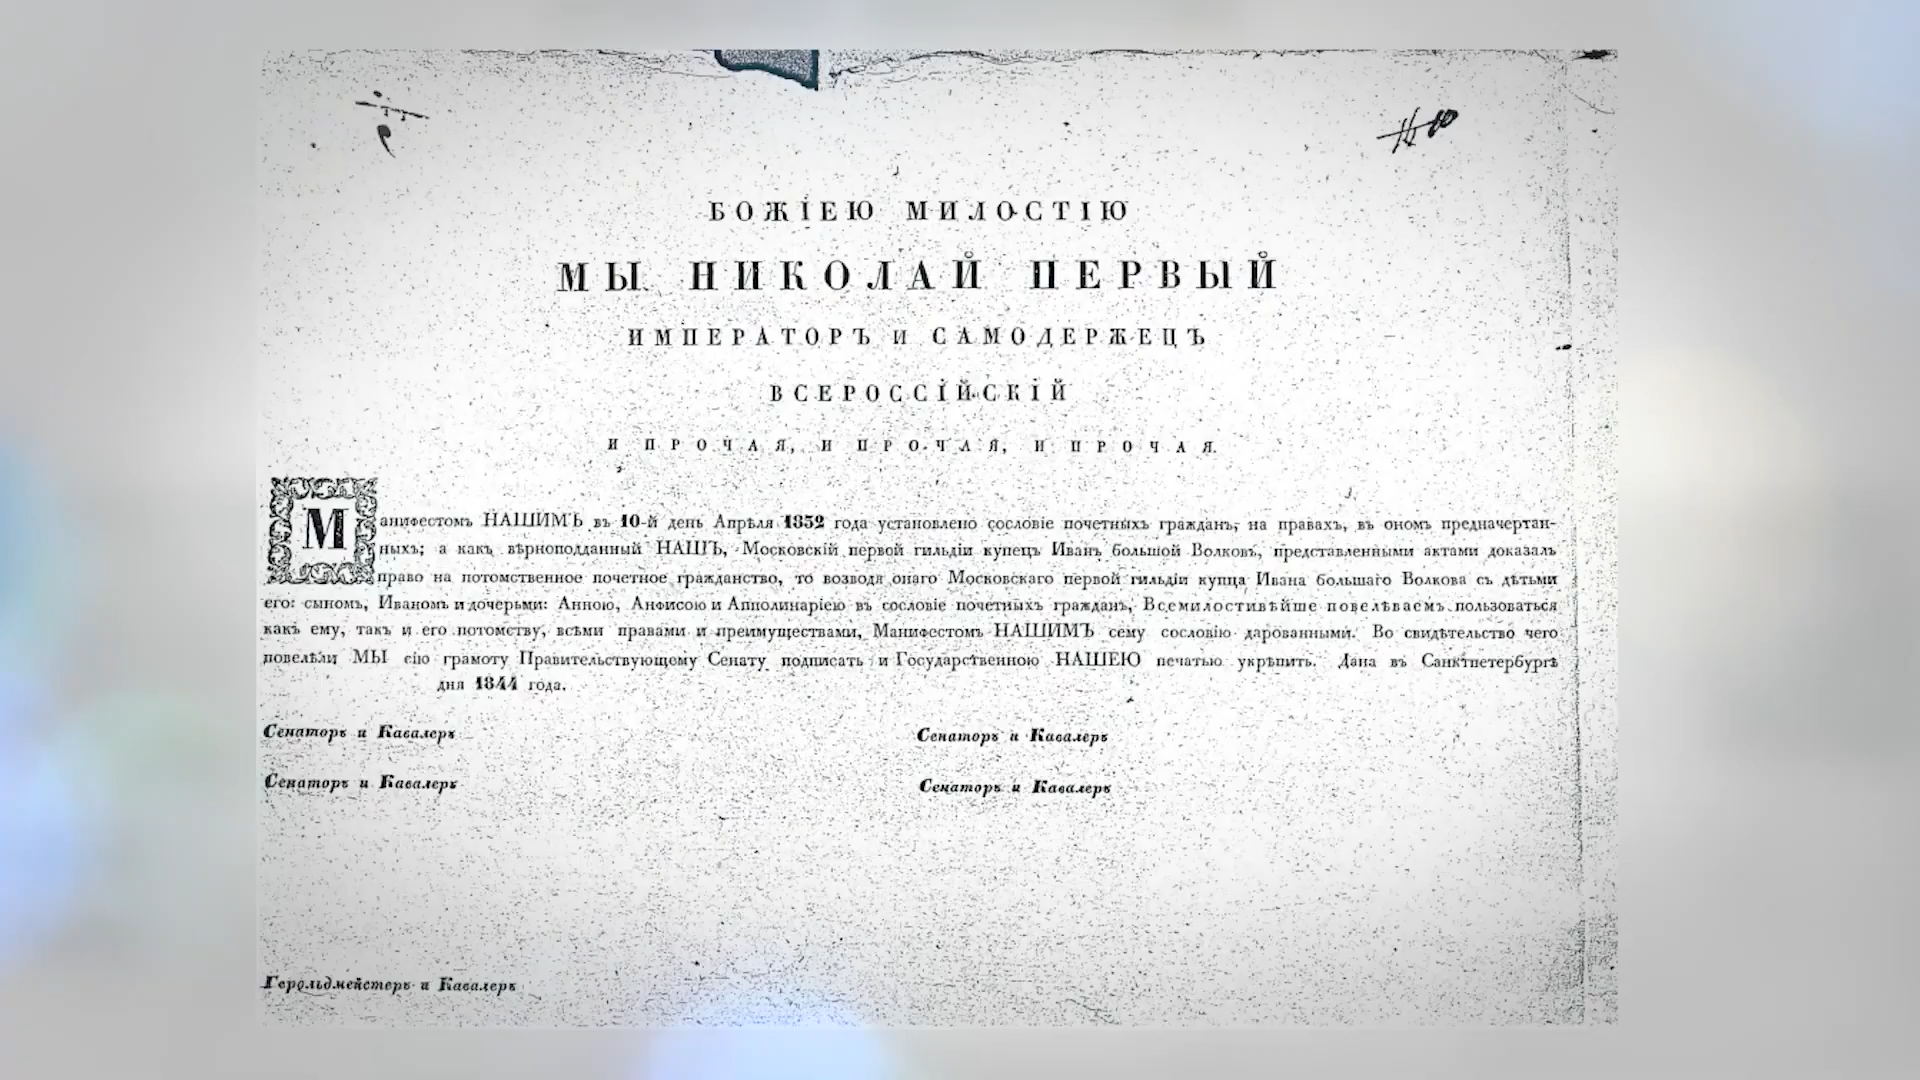 БОЖІЕЮ МИЛОСТІЮ
МЫ НИКОЛАЙ ПЕРВЫЙ
ИМПЕРАТОРЪ И САМОДЕРЖЕЦЪ
ВСЕРОССІЙСКІЙ
И ПРОЧАЯ, И ПРОЧАЯ, И ПРОЧАЯ.
Манифестомъ НАШИМЪ въ 10-й день Апрѣля 1832 года установлено сословіе почетныхъ гражданъ, на правахъ, въ ономъ предначертан-
ныхъ; а какъ вѣрноподданный НАШЪ, Московскій первой гильдіи купецъ Иванъ большой Волковъ, представленными актами доказалъ
право на потомственное почетное гражданство, то возводя онаго Московскаго первой гильдіи купца Ивана большаго Волкова съ дѣтьми
его: сыномъ, Иваномъ и дочерьми: Анною, Анфисою и Апполинаріею въ сословіе почетныхъ гражданъ, Всемилостивѣйше повелѣваемъ пользоваться
какъ ему, такъ и его потомству, всѣми правами и преимуществами, Манифестомъ НАШИМЪ сему сословію дарованными. Во свидѣтельство чего
повелѣли МЫ сію грамоту Правительствующему Сенату подписать и Государственною НАШЕЮ печатью укрѣпить. Дана въ Санктпетербургѣ
дня 1844 года.
Сенаторъ и Кавалеръ Сенаторъ и Кавалеръ
Сенаторъ и Кавалеръ Сенаторъ и Кавалеръ
Герольдмейстеръ и Кавалеръ